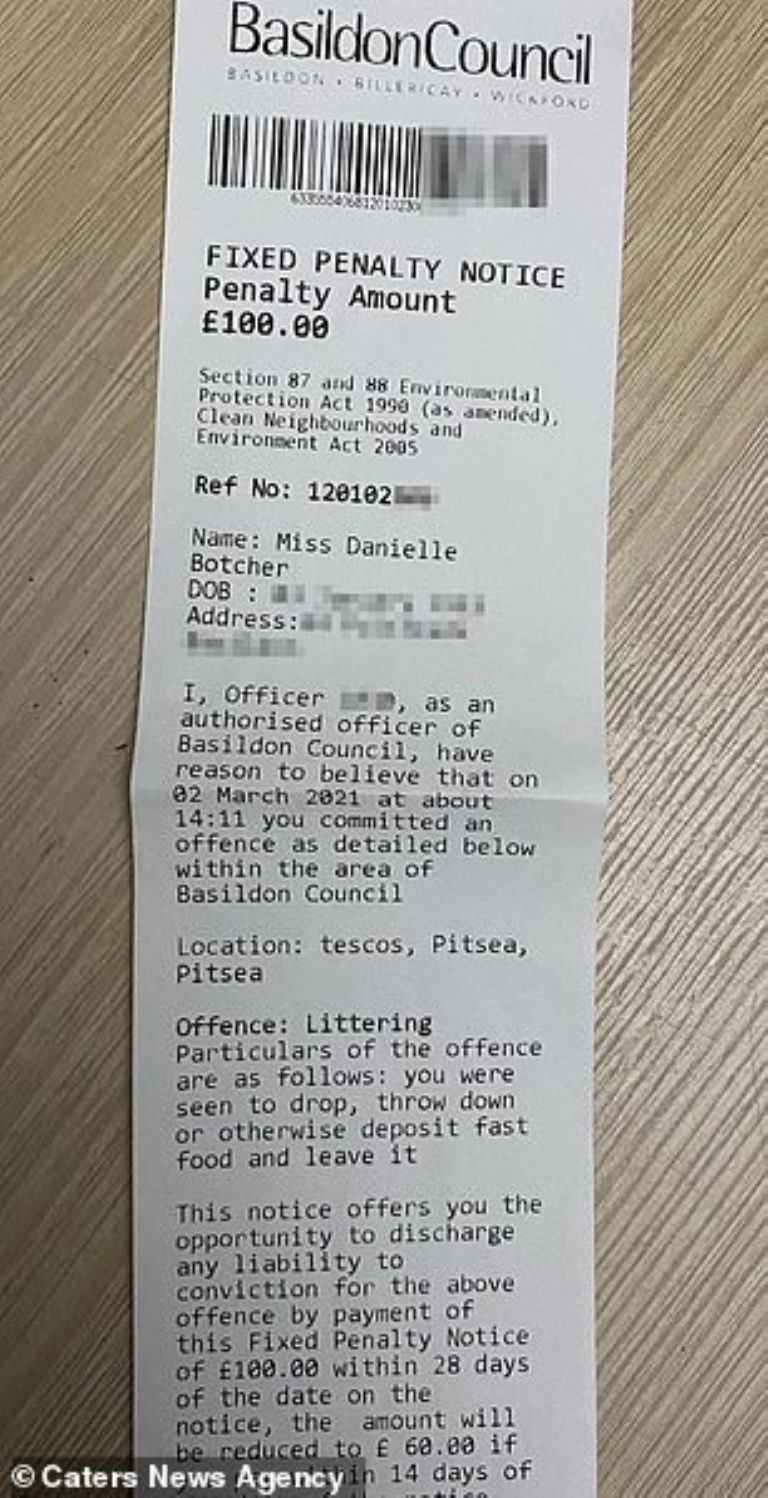 BasildonCouncil
BASILDON • BILLERICAY • WICKFORD
FIXED PENALTY NOTICE
Penalty Amount
£100.00
Section 87 and 88 Environmental
Protection Act 1990 (as amended),
Clean Neighbourhoods and
Environment Act 2005
Ref No: 120102
Name: Miss Danielle
Botcher
DOB :
Address:
I, Officer , as an
authorised officer of
Basildon Council, have
reason to believe that on
02 March 2021 at about
14:11 you committed an
offence as detailed below
within the area of
Basildon Council
Location: tescos, Pitsea,
Pitsea
Offence: Littering
Particulars of the offence
are as follows: you were
seen to drop, throw down
or otherwise deposit fast
food and leave it
This notice offers you the
opportunity to discharge
any liability to
conviction for the above
offence by payment of
this Fixed Penalty Notice
of £100.00 within 28 days
of the date on the
notice, the amount will
be reduced to £ 60.00 if
in 14 days of
© Caters News Agency